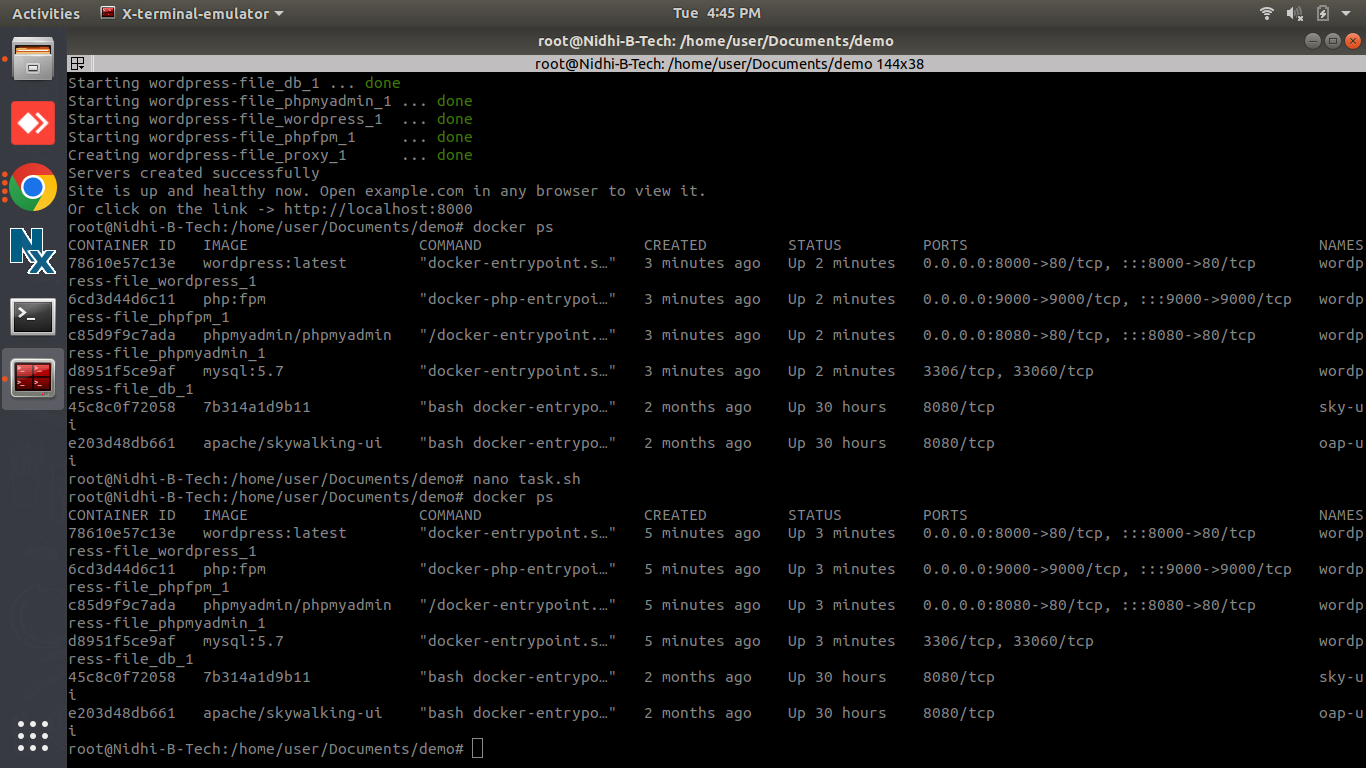 Activities X-terminal-emulator Tue 4:45 PM
root@Nidhi-B-Tech: /home/user/Documents/demo
root@Nidhi-B-Tech: /home/user/Documents/demo 144x38
Starting wordpress-file_db_1 ... done
Starting wordpress-file_phpmyadmin_1 ... done
Starting wordpress-file_wordpress_1  ... done
Starting wordpress-file_phpfpm_1     ... done
Creating wordpress-file_proxy_1      ... done
Servers created successfully
Site is up and healthy now. Open example.com in any browser to view it.
Or click on the link -> http://localhost:8000
root@Nidhi-B-Tech:/home/user/Documents/demo# docker ps
CONTAINER ID   IMAGE                   COMMAND                  CREATED         STATUS         PORTS                                       NAMES
78610e57c13e   wordpress:latest        "docker-entrypoint.s…"   3 minutes ago   Up 2 minutes   0.0.0.0:8000->80/tcp, :::8000->80/tcp       wordp
ress-file_wordpress_1
6cd3d44d6c11   php:fpm                 "docker-php-entrypoi…"   3 minutes ago   Up 2 minutes   0.0.0.0:9000->9000/tcp, :::9000->9000/tcp   wordp
ress-file_phpfpm_1
c85d9f9c7ada   phpmyadmin/phpmyadmin   "/docker-entrypoint.…"   3 minutes ago   Up 2 minutes   0.0.0.0:8080->80/tcp, :::8080->80/tcp       wordp
ress-file_phpmyadmin_1
d8951f5ce9af   mysql:5.7               "docker-entrypoint.s…"   3 minutes ago   Up 2 minutes   3306/tcp, 33060/tcp                         wordp
ress-file_db_1
45c8c0f72058   7b314a1d9b11            "bash docker-entrypo…"   2 months ago    Up 30 hours    8080/tcp                                    sky-u
i
e203d48db661   apache/skywalking-ui    "bash docker-entrypo…"   2 months ago    Up 30 hours    8080/tcp                                    oap-u
i
root@Nidhi-B-Tech:/home/user/Documents/demo# nano task.sh
root@Nidhi-B-Tech:/home/user/Documents/demo# docker ps
CONTAINER ID   IMAGE                   COMMAND                  CREATED         STATUS         PORTS                                       NAMES
78610e57c13e   wordpress:latest        "docker-entrypoint.s…"   5 minutes ago   Up 3 minutes   0.0.0.0:8000->80/tcp, :::8000->80/tcp       wordp
ress-file_wordpress_1
6cd3d44d6c11   php:fpm                 "docker-php-entrypoi…"   5 minutes ago   Up 3 minutes   0.0.0.0:9000->9000/tcp, :::9000->9000/tcp   wordp
ress-file_phpfpm_1
c85d9f9c7ada   phpmyadmin/phpmyadmin   "/docker-entrypoint.…"   5 minutes ago   Up 3 minutes   0.0.0.0:8080->80/tcp, :::8080->80/tcp       wordp
ress-file_phpmyadmin_1
d8951f5ce9af   mysql:5.7               "docker-entrypoint.s…"   5 minutes ago   Up 3 minutes   3306/tcp, 33060/tcp                         wordp
ress-file_db_1
45c8c0f72058   7b314a1d9b11            "bash docker-entrypo…"   2 months ago    Up 30 hours    8080/tcp                                    sky-u
i
e203d48db661   apache/skywalking-ui    "bash docker-entrypo…"   2 months ago    Up 30 hours    8080/tcp                                    oap-u
i
root@Nidhi-B-Tech:/home/user/Documents/demo#